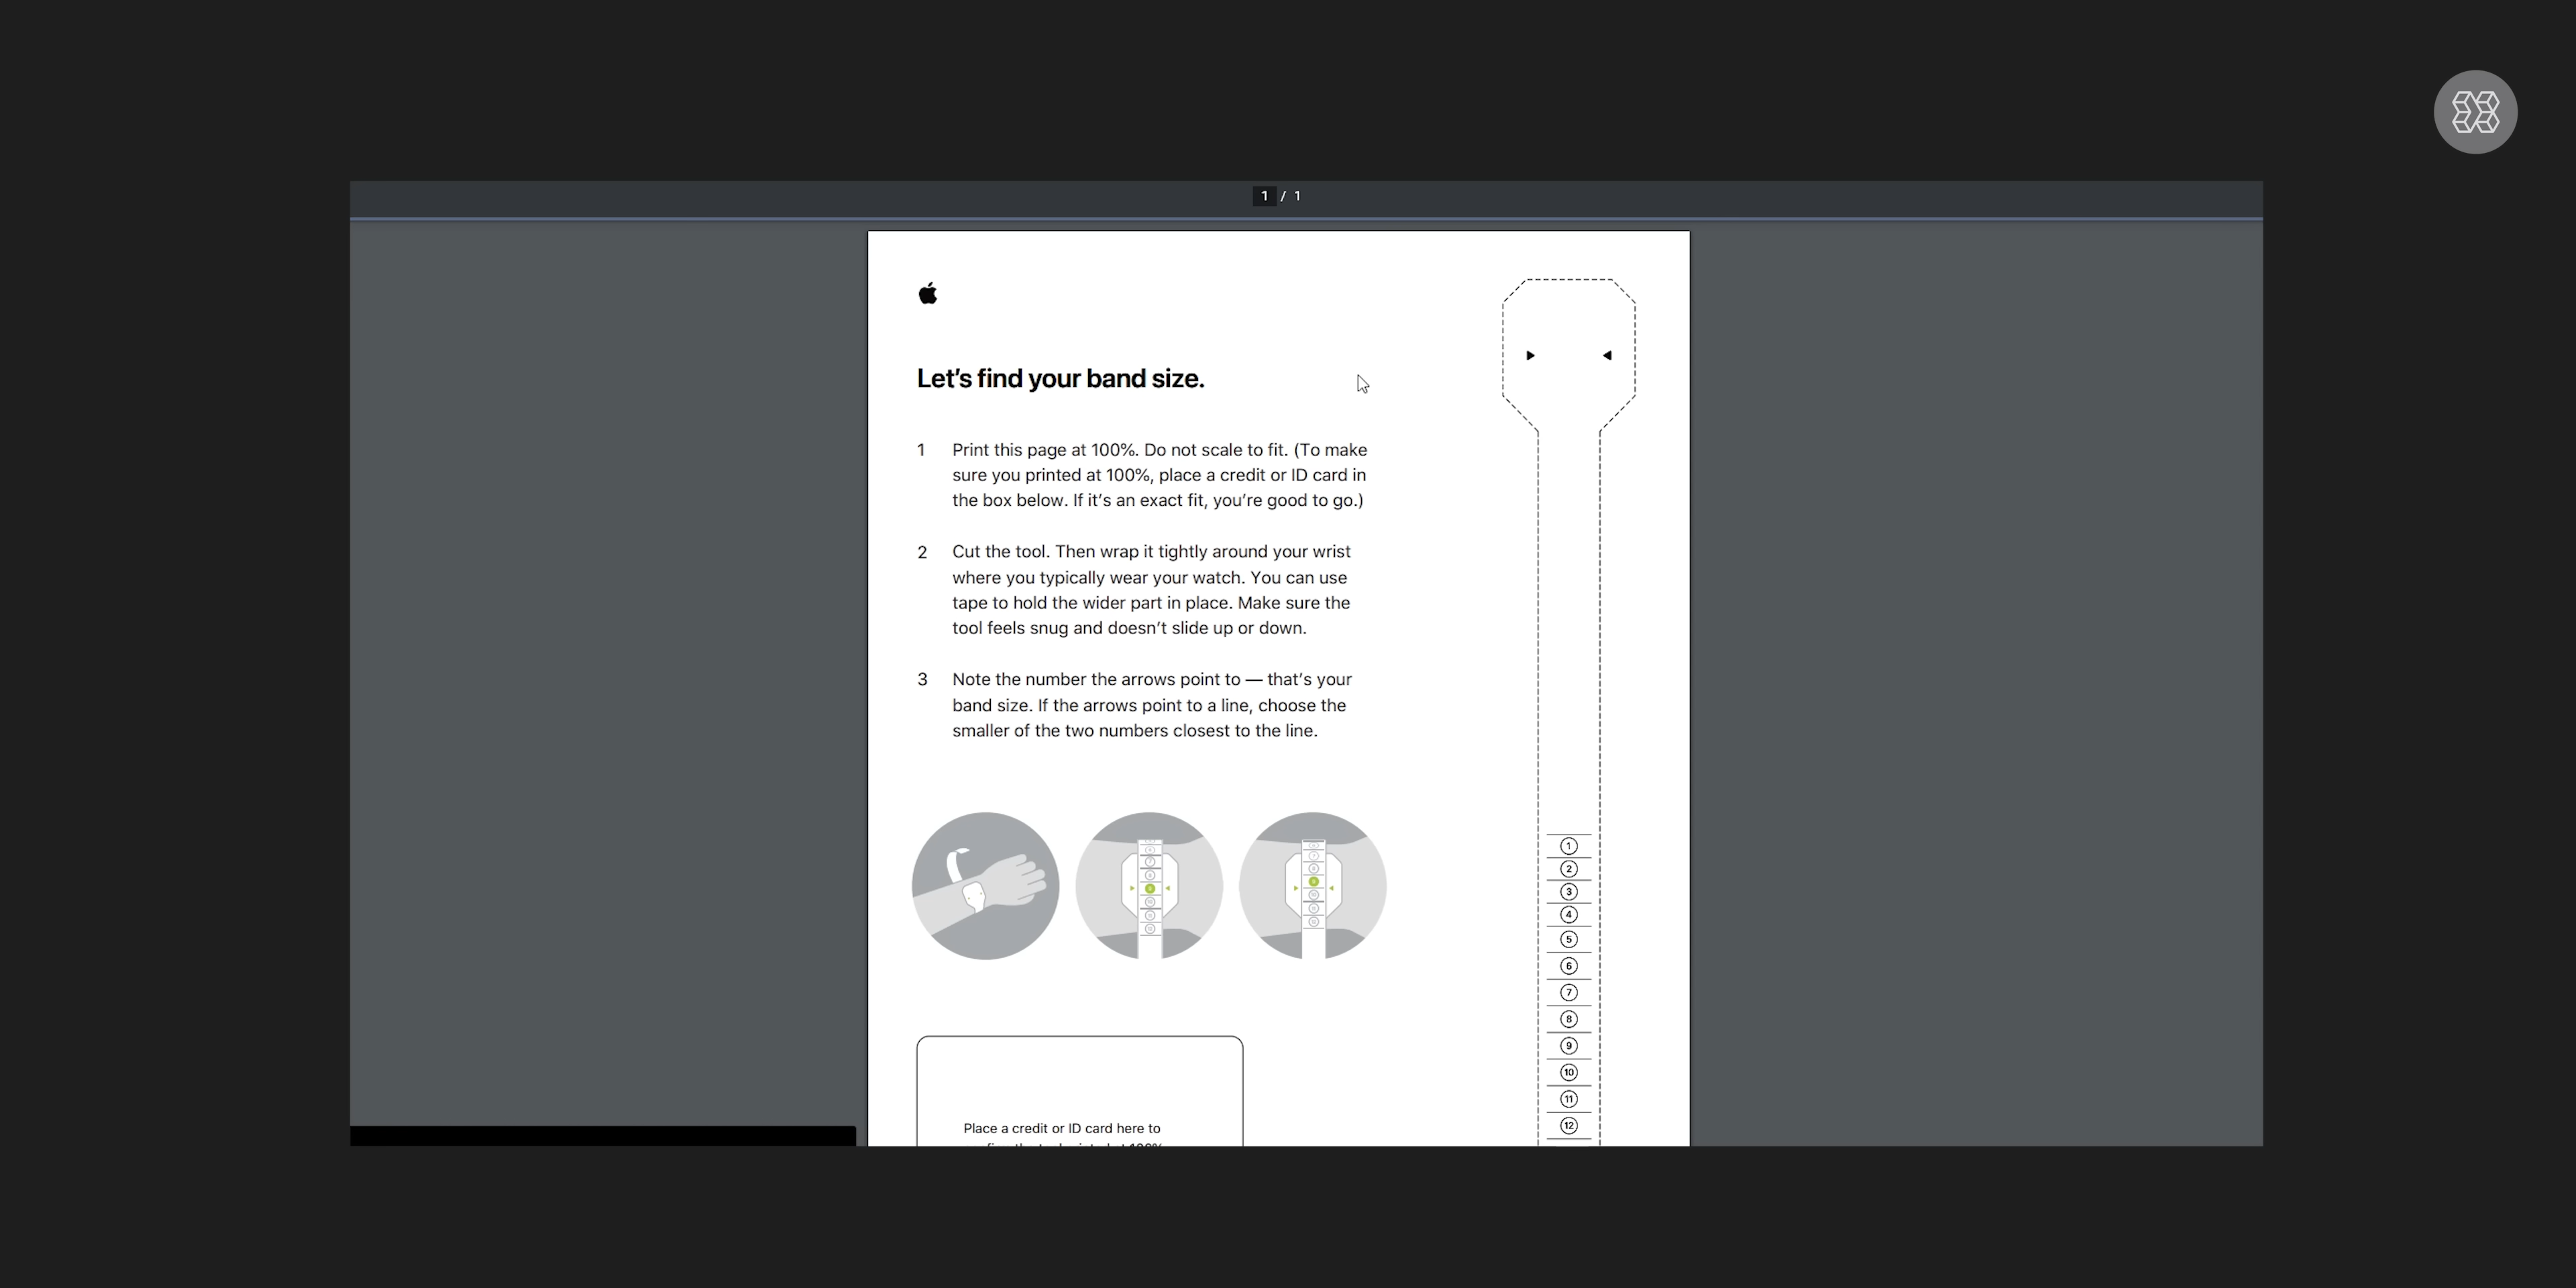 1 / 1
Let’s find your band size.
1 Print this page at 100%. Do not scale to fit. (To make
sure you printed at 100%, place a credit or ID card in
the box below. If it’s an exact fit, you’re good to go.)
2 Cut the tool. Then wrap it tightly around your wrist
where you typically wear your watch. You can use
tape to hold the wider part in place. Make sure the
tool feels snug and doesn’t slide up or down.
3 Note the number the arrows point to — that’s your
band size. If the arrows point to a line, choose the
smaller of the two numbers closest to the line.
Place a credit or ID card here to
1
2
3
4
5
6
7
8
9
10
11
12